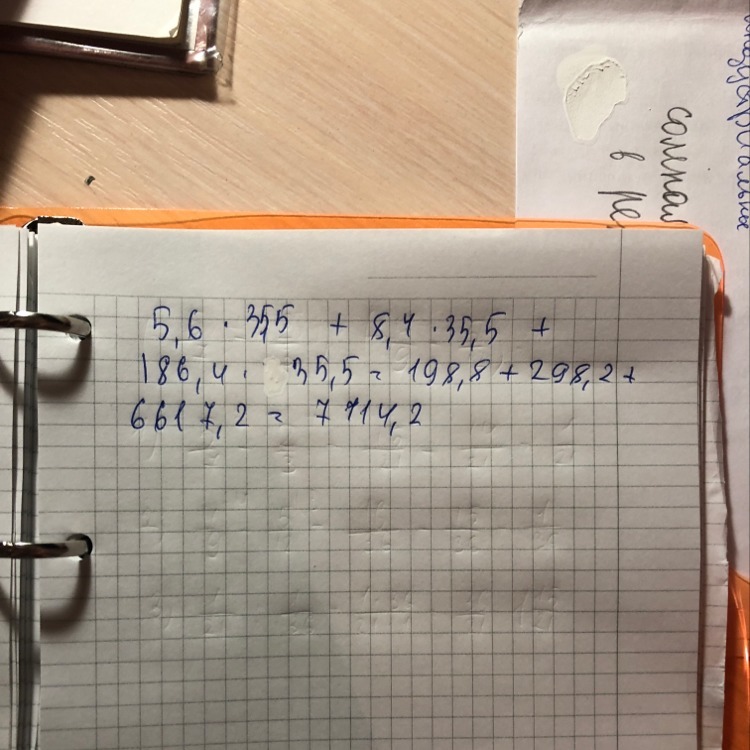 5,6 · 35,5 + 8,4 · 35,5 +
186,4 · 35,5 = 198,8 + 298,2 +
6617,2 = 7114,2
в